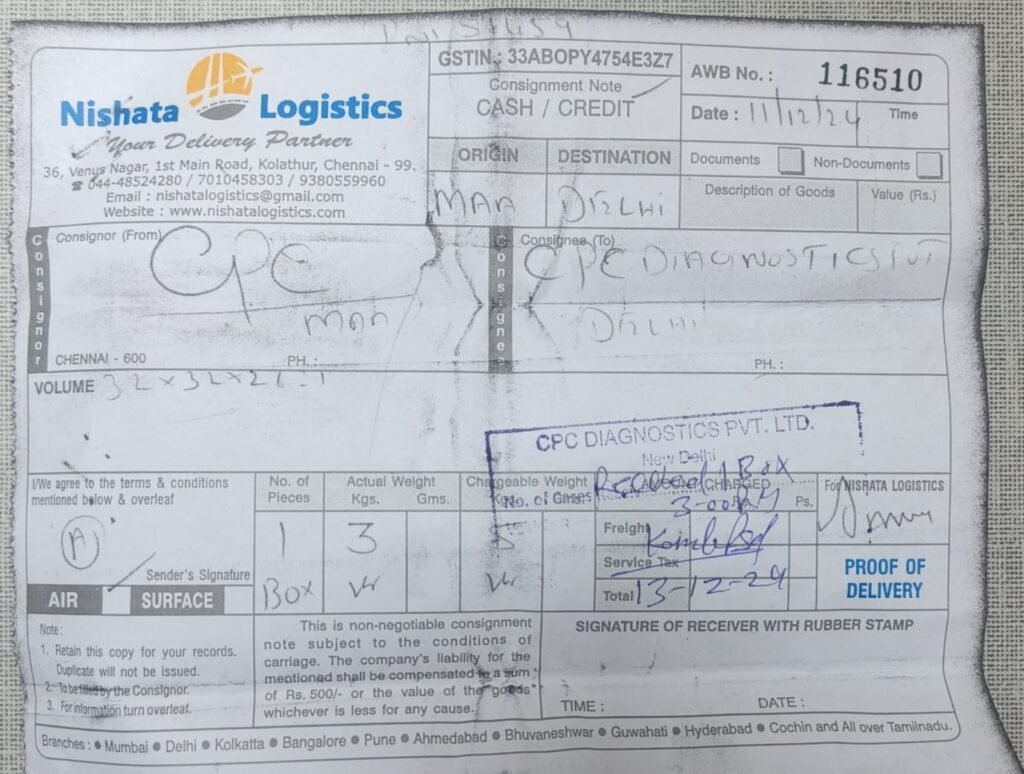 Nishata Logistics
Your Delivery Partner
36, Venus Nagar, 1st Main Road, Kolathur, Chennai - 99.
☎ 044-48524280 / 7010458303 / 9380559960
Email : nishatalogistics@gmail.com
Website : www.nishatalogistics.com
GSTIN.: 33ABOPY4754E3Z7
Consignment Note
CASH / CREDIT
AWB No. : 116510
Date : 11/12/24 Time
ORIGIN DESTINATION
MAA DELHI
Documents Non-Documents
Description of Goods Value (Rs.)
Consignor
Consignor (From)
CPC
MAA
CHENNAI - 600 PH. :
Consignee
Consignee (To)
CPC DIAGNOSTICS PVT
DELHI
PH. :
VOLUME
CPC DIAGNOSTICS PVT. LTD.
New Delhi
No. of Cases Received 1 Box
3-00 PM
13-12-24
I/We agree to the terms & conditions
mentioned below & overleaf
A
Sender's Signature
AIR SURFACE
No. of Pieces
1
BOX
Actual Weight
Kgs. Gms.
3
Chargeable Weight
CHARGED
Ps.
Freight
Service Tax
Total
For NISHATA LOGISTICS
PROOF OF
DELIVERY
Note :
1. Retain this copy for your records.
Duplicate will not be issued.
2. To be filled by the Consignor.
3. For information turn overleaf.
This is non-negotiable consignment
note subject to the conditions of
carriage. The company's liability for the
mentioned shall be compensated to a sum
of Rs. 500/- or the value of the goods
whichever is less for any cause.
SIGNATURE OF RECEIVER WITH RUBBER STAMP
TIME : DATE :
Branches : ● Mumbai ● Delhi ● Kolkatta ● Bangalore ● Pune ● Ahmedabad ● Bhuvaneshwar ● Guwahati ● Hyderabad ● Cochin and All over Tamilnadu.